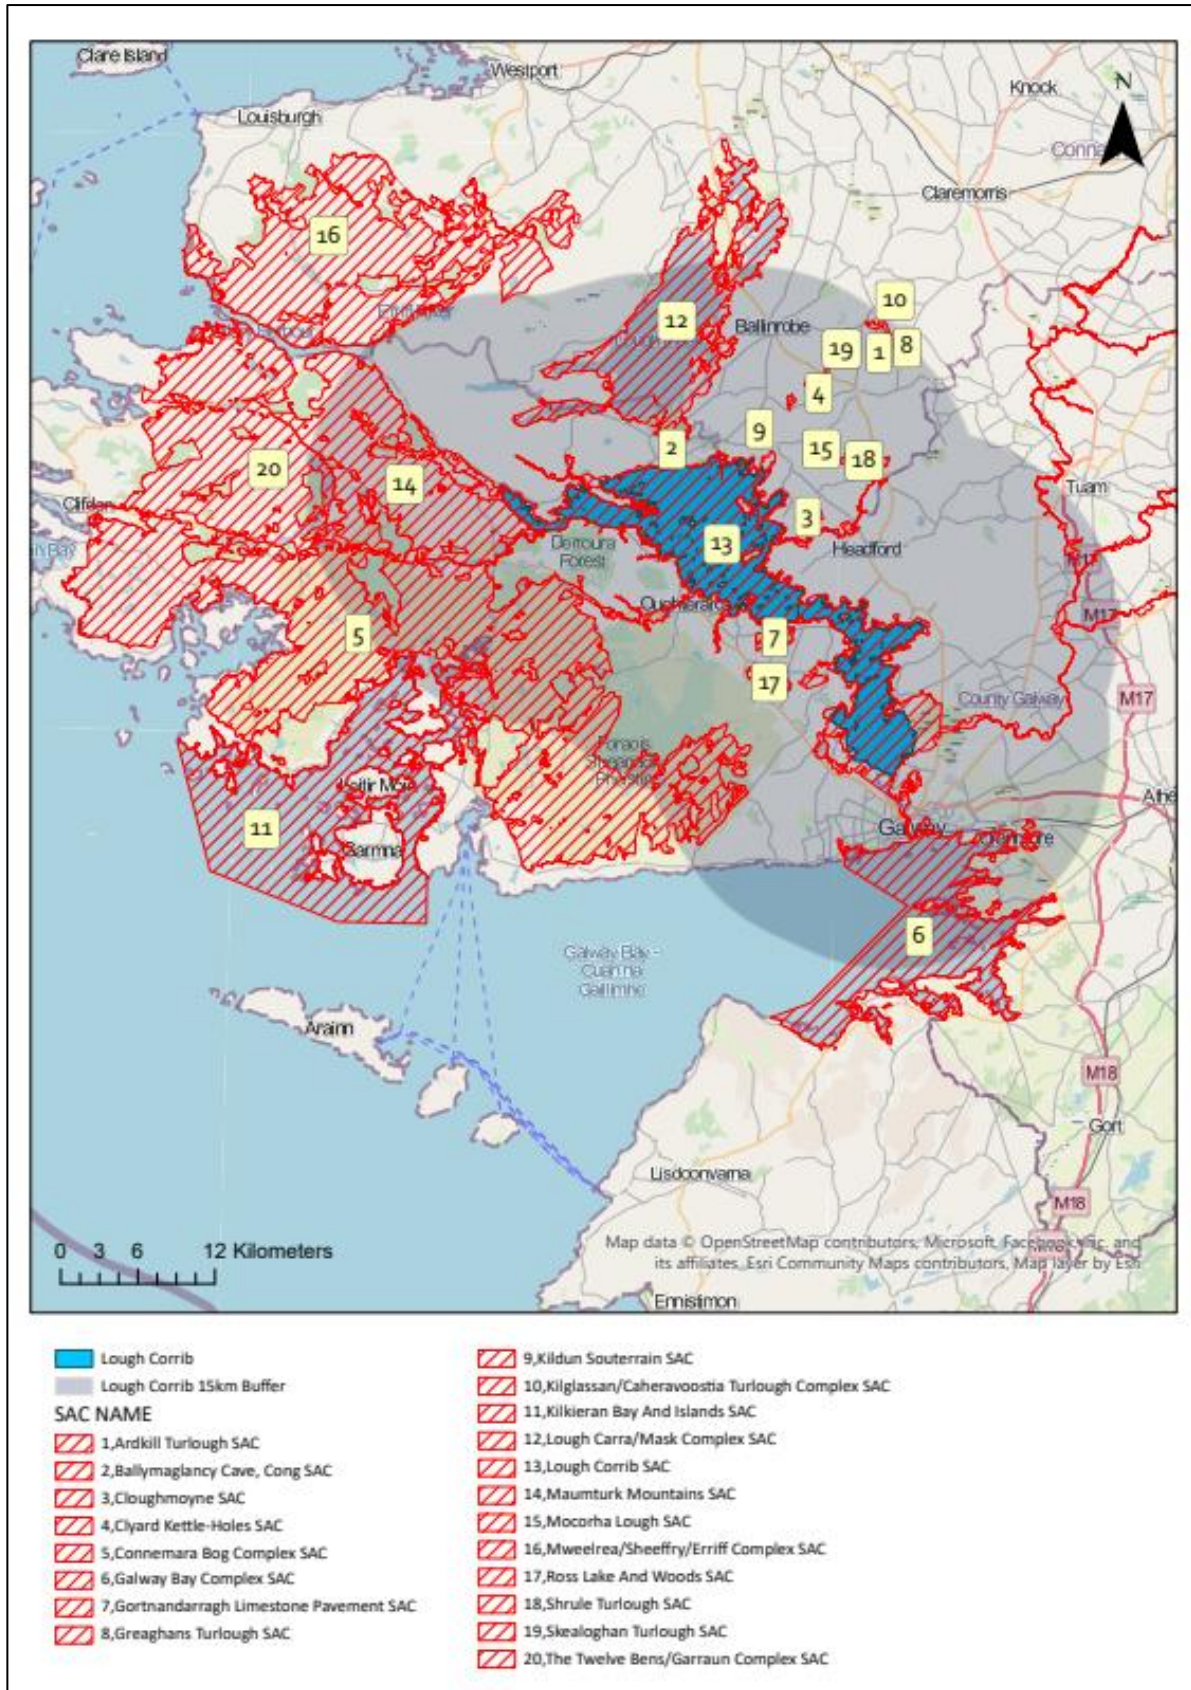 Clare Island
Westport
Knock
N
Louisburgh
Conna
Claremorris
16
10
12
Ballinrobe
19
1
8
4
9
2
15
18
20
14
Tuam
Clifden
3
13
Derroura
Forest
Headford
in Bay
M17
5
7
17
County Galway
M17
Leitir Mor
11
Garmna
Athe
Galway
6
Galway Bay -
Cuan na
Gaillimhe
Arainn
M18
Gort
Lisdoonvarna
M18
0 3 6 12 Kilometers
Map data © OpenStreetMap contributors, Microsoft, Facebook, Inc. and
its affiliates, Esri Community Maps contributors, Map layer by Esri
Ennistimon
Lough Corrib
Lough Corrib 15km Buffer
SAC NAME
1,Ardkill Turlough SAC
2,Ballymaglancy Cave, Cong SAC
3,Cloughmoyne SAC
4,Clyard Kettle-Holes SAC
5,Connemara Bog Complex SAC
6,Galway Bay Complex SAC
7,Gortnandarragh Limestone Pavement SAC
8,Greaghans Turlough SAC
9,Kildun Souterrain SAC
10,Kilglassan/Caheravoostia Turlough Complex SAC
11,Kilkieran Bay And Islands SAC
12,Lough Carra/Mask Complex SAC
13,Lough Corrib SAC
14,Maumturk Mountains SAC
15,Mocorha Lough SAC
16,Mweelrea/Sheeffry/Erriff Complex SAC
17,Ross Lake And Woods SAC
18,Shrule Turlough SAC
19,Skealoghan Turlough SAC
20,The Twelve Bens/Garraun Complex SAC